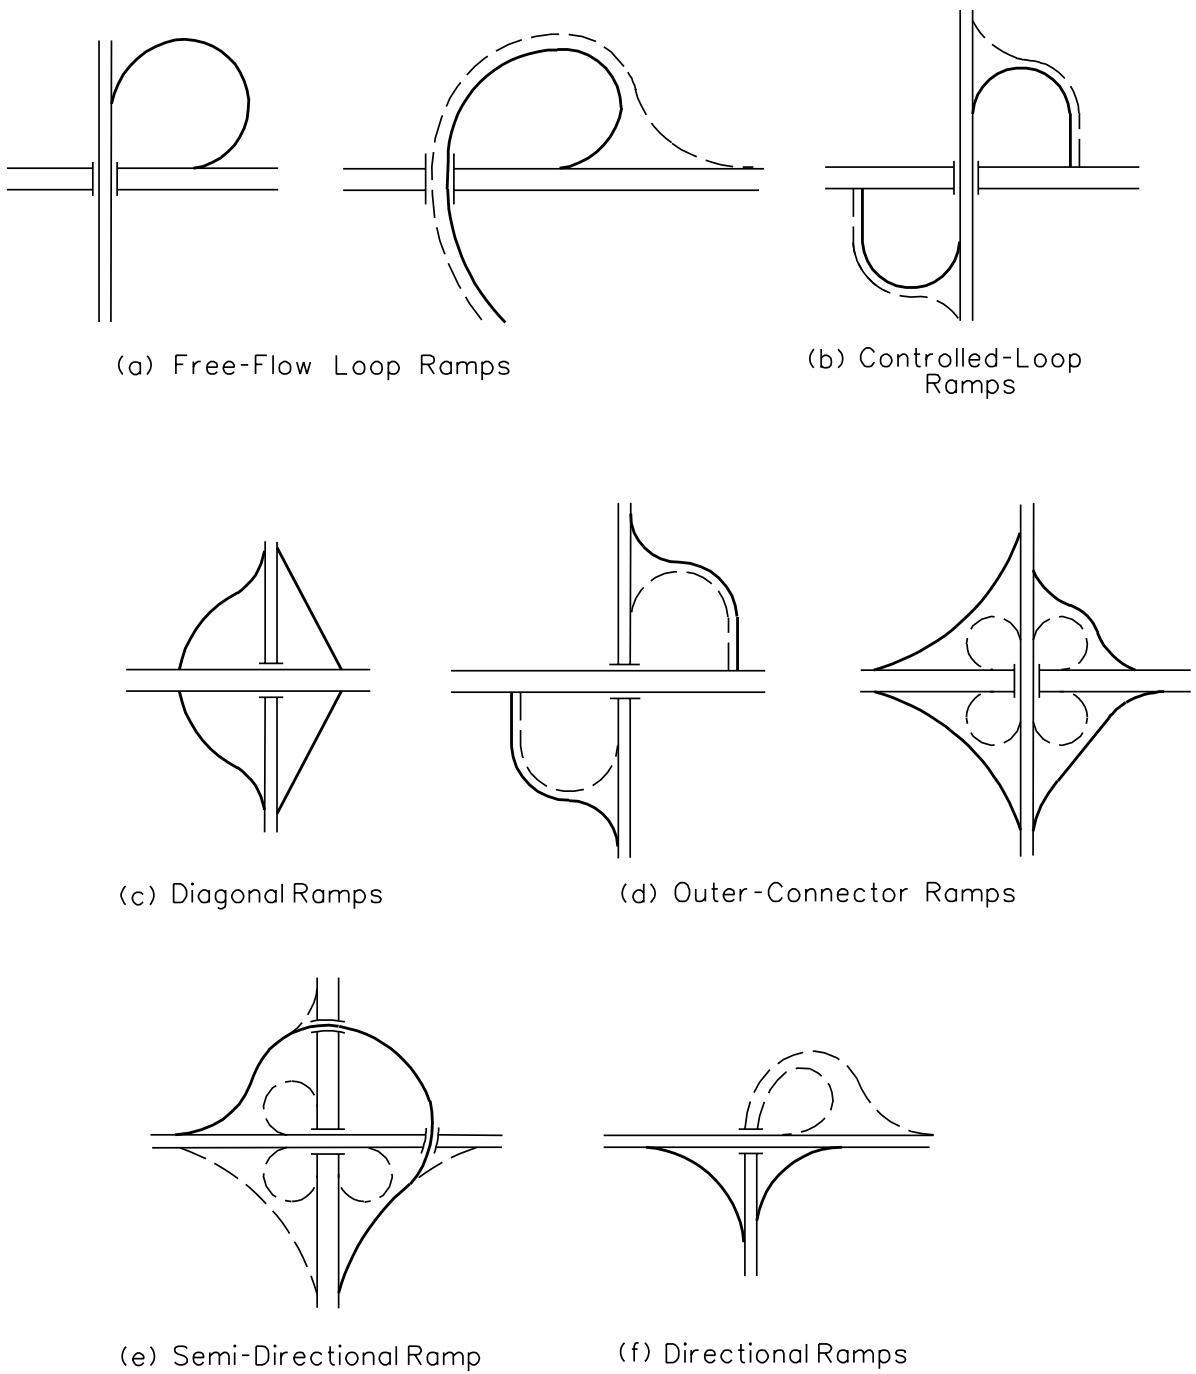 (a) Free-Flow Loop Ramps
(b) Controlled-Loop
Ramps
(c) Diagonal Ramps
(d) Outer-Connector Ramps
(e) Semi-Directional Ramp
(f) Directional Ramps